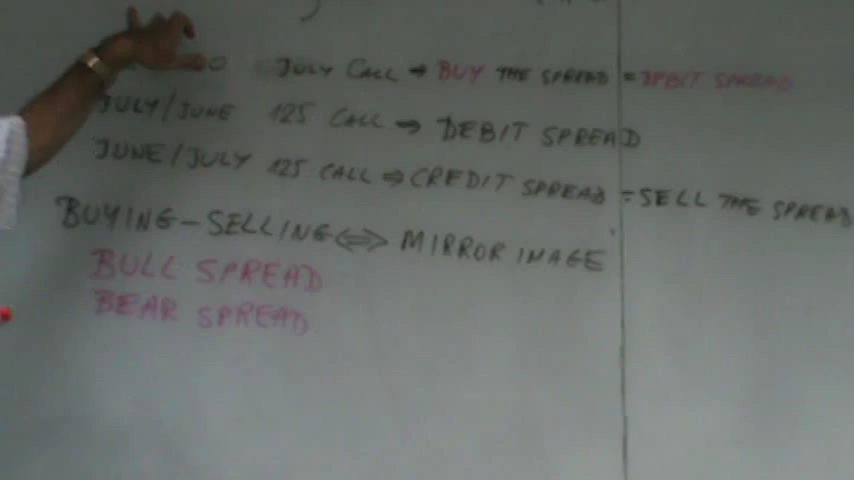 JULY CALL → BUY THE SPREAD = DEBIT SPREAD
JULY/JUNE 125 CALL → DEBIT SPREAD
JUNE/JULY 125 CALL ⇒ CREDIT SPREAD = SELL THE SPREAD
BUYING - SELLING ⇔ MIRROR IMAGE
BULL SPREAD
BEAR SPREAD